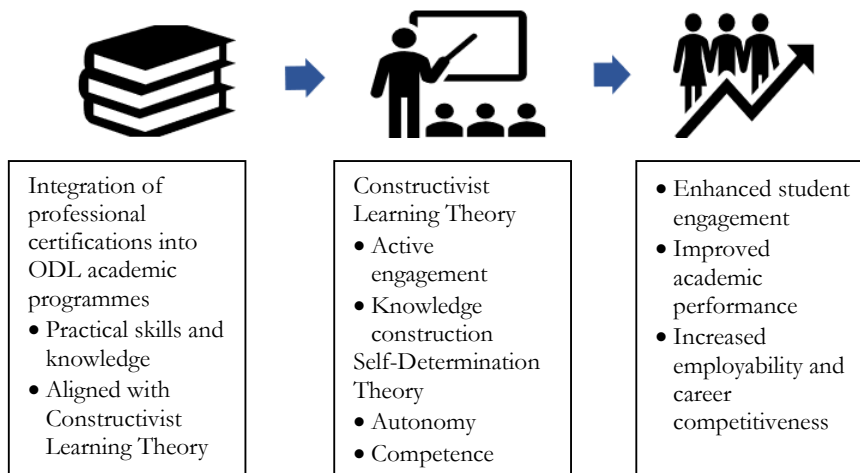 Integration of
professional
certifications into
ODL academic
programmes
• Practical skills and
knowledge
• Aligned with
Constructivist
Learning Theory
Constructivist
Learning Theory
• Active
engagement
• Knowledge
construction
Self-Determination
Theory
• Autonomy
• Competence
• Enhanced student
engagement
• Improved
academic
performance
• Increased
employability and
career
competitiveness